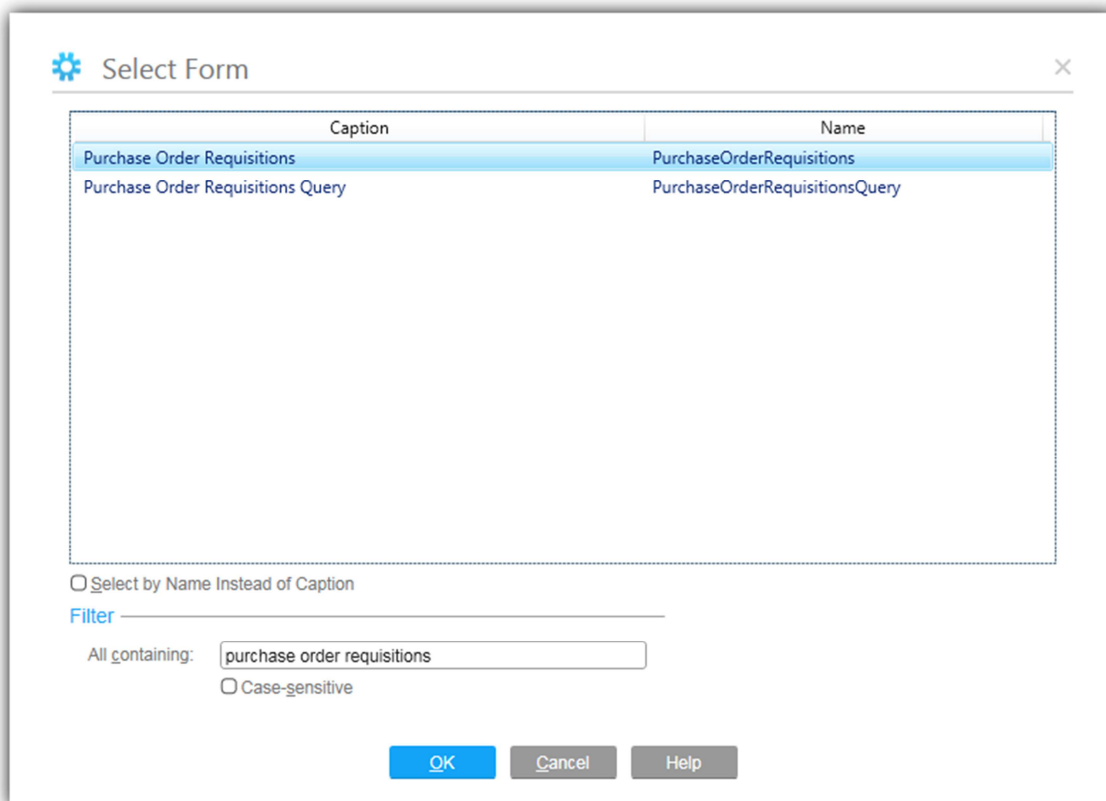 Select Form
Caption Name
Purchase Order Requisitions PurchaseOrderRequisitions
Purchase Order Requisitions Query PurchaseOrderRequisitionsQuery
Select by Name Instead of Caption
Filter
All containing: purchase order requisitions
Case-sensitive
OK Cancel Help